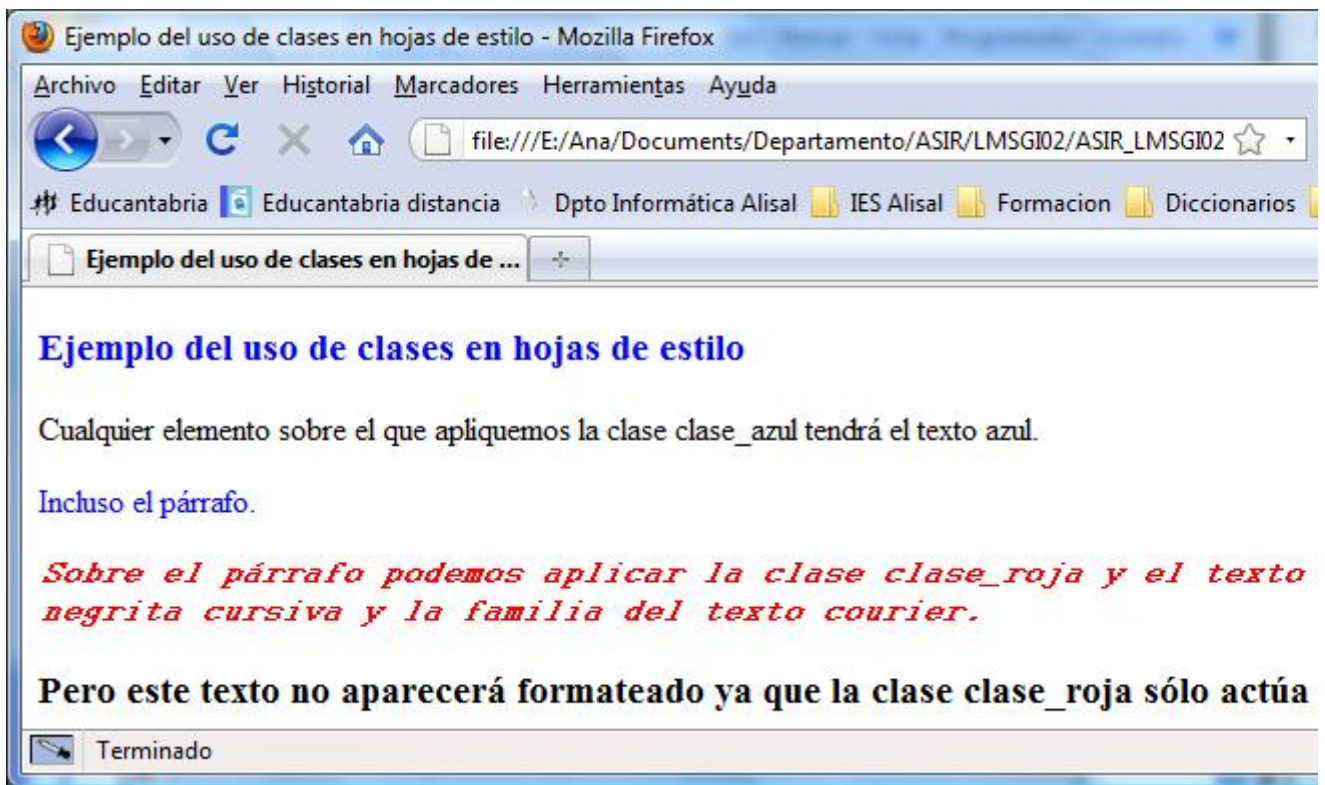 Ejemplo del uso de clases en hojas de estilo - Mozilla Firefox
Archivo Editar Ver Historial Marcadores Herramientas Ayuda
file:///E:/Ana/Documents/Departamento/ASIR/LMSGI02/ASIR_LMSGI02
Educantabria Educantabria distancia Dpto Informática Alisal IES Alisal Formacion Diccionarios
Ejemplo del uso de clases en hojas de ...
Ejemplo del uso de clases en hojas de estilo
Cualquier elemento sobre el que apliquemos la clase clase_azul tendrá el texto azul.
Incluso el párrafo.
Sobre el párrafo podemos aplicar la clase clase_roja y el texto
negrita cursiva y la familia del texto courier.
Pero este texto no aparecerá formateado ya que la clase clase_roja sólo actúa
Terminado